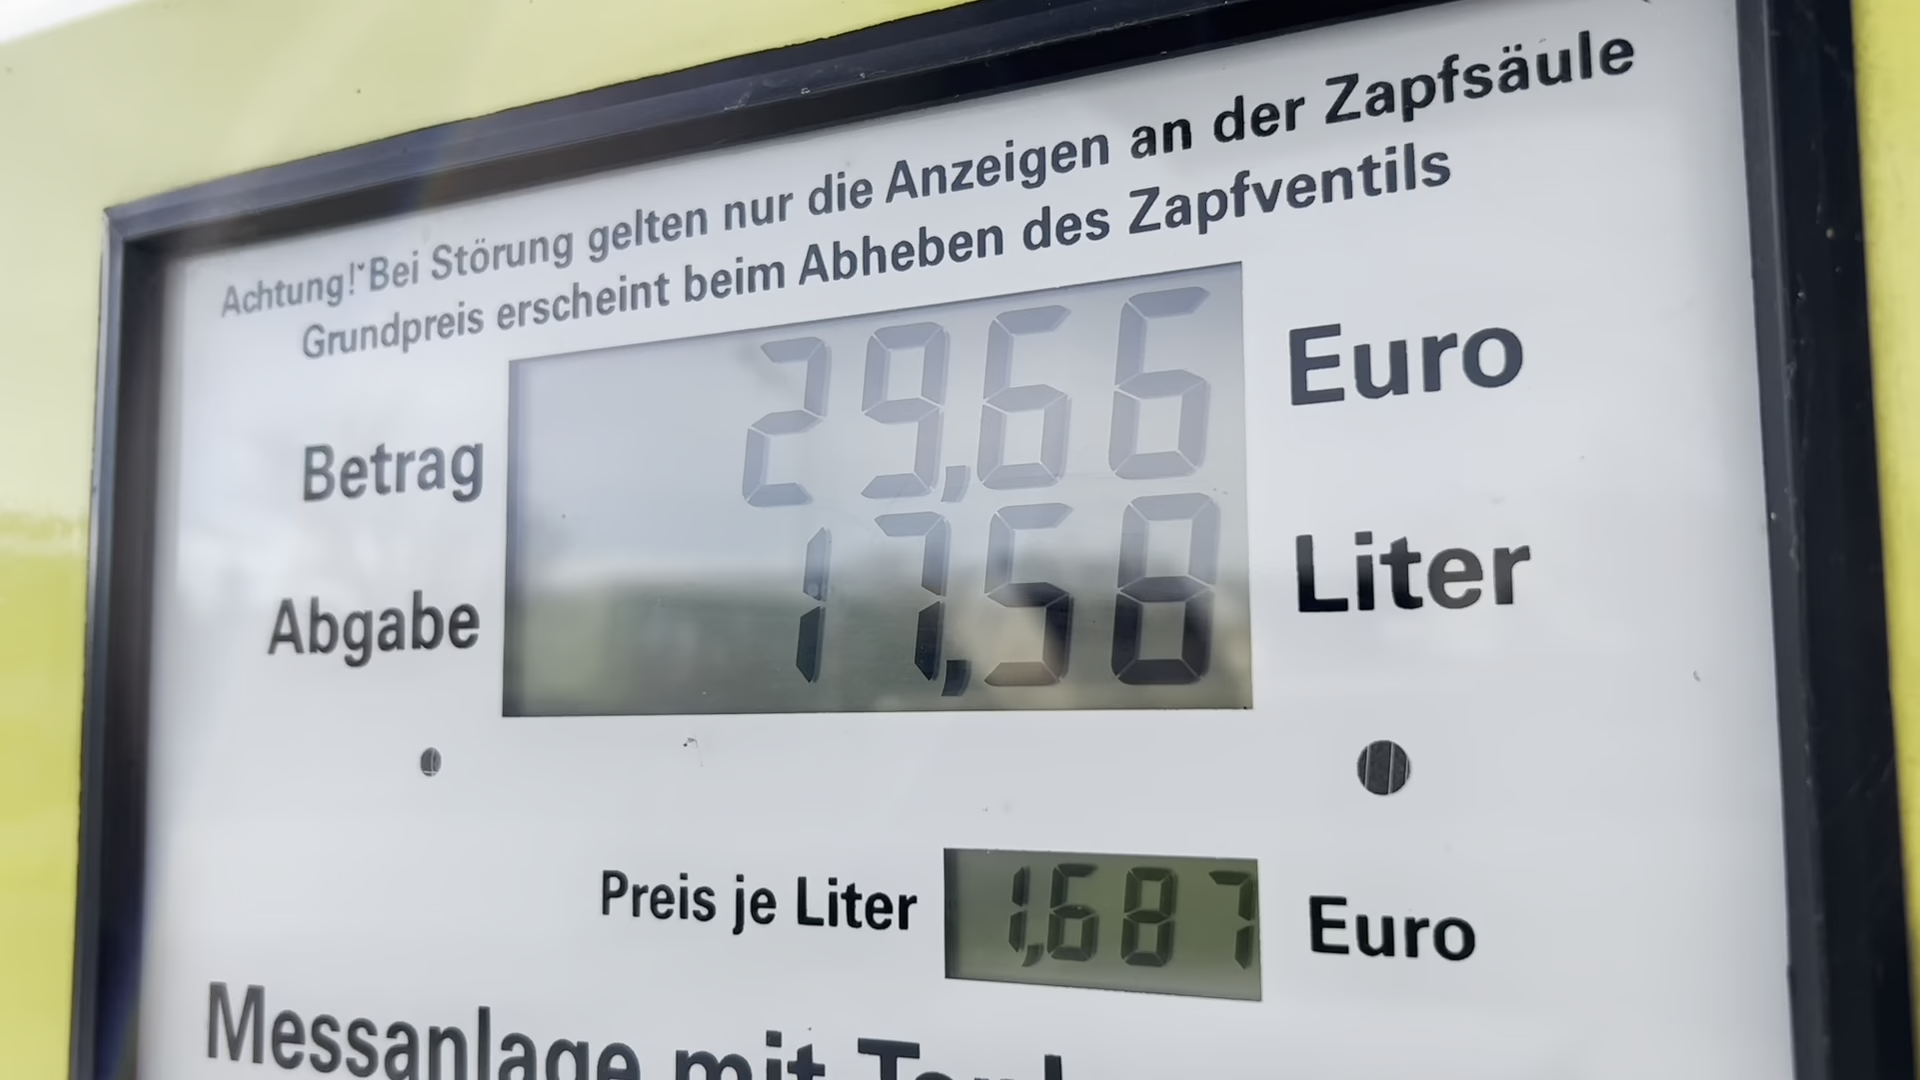 Achtung! Bei Störung gelten nur die Anzeigen an der Zapfsäule
Grundpreis erscheint beim Abheben des Zapfventils
Betrag 29,66 Euro
Abgabe 17,58 Liter
Preis je Liter 1,687 Euro
Messanlage mit